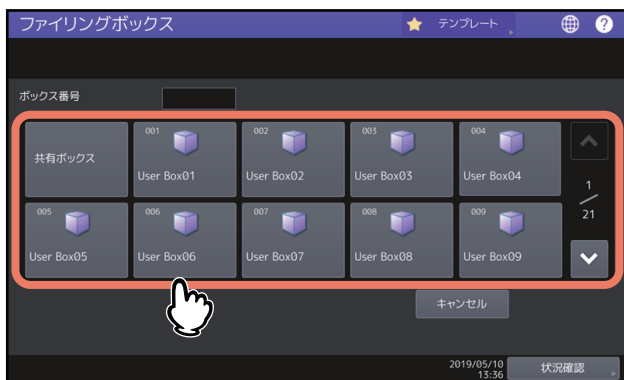 ファイリングボックス
テンプレート
ボックス番号
共有ボックス
001
User Box01
002
User Box02
003
User Box03
004
User Box04
1
21
005
User Box05
006
User Box06
007
User Box07
008
User Box08
009
User Box09
キャンセル
2019/05/10
13:36
状況確認